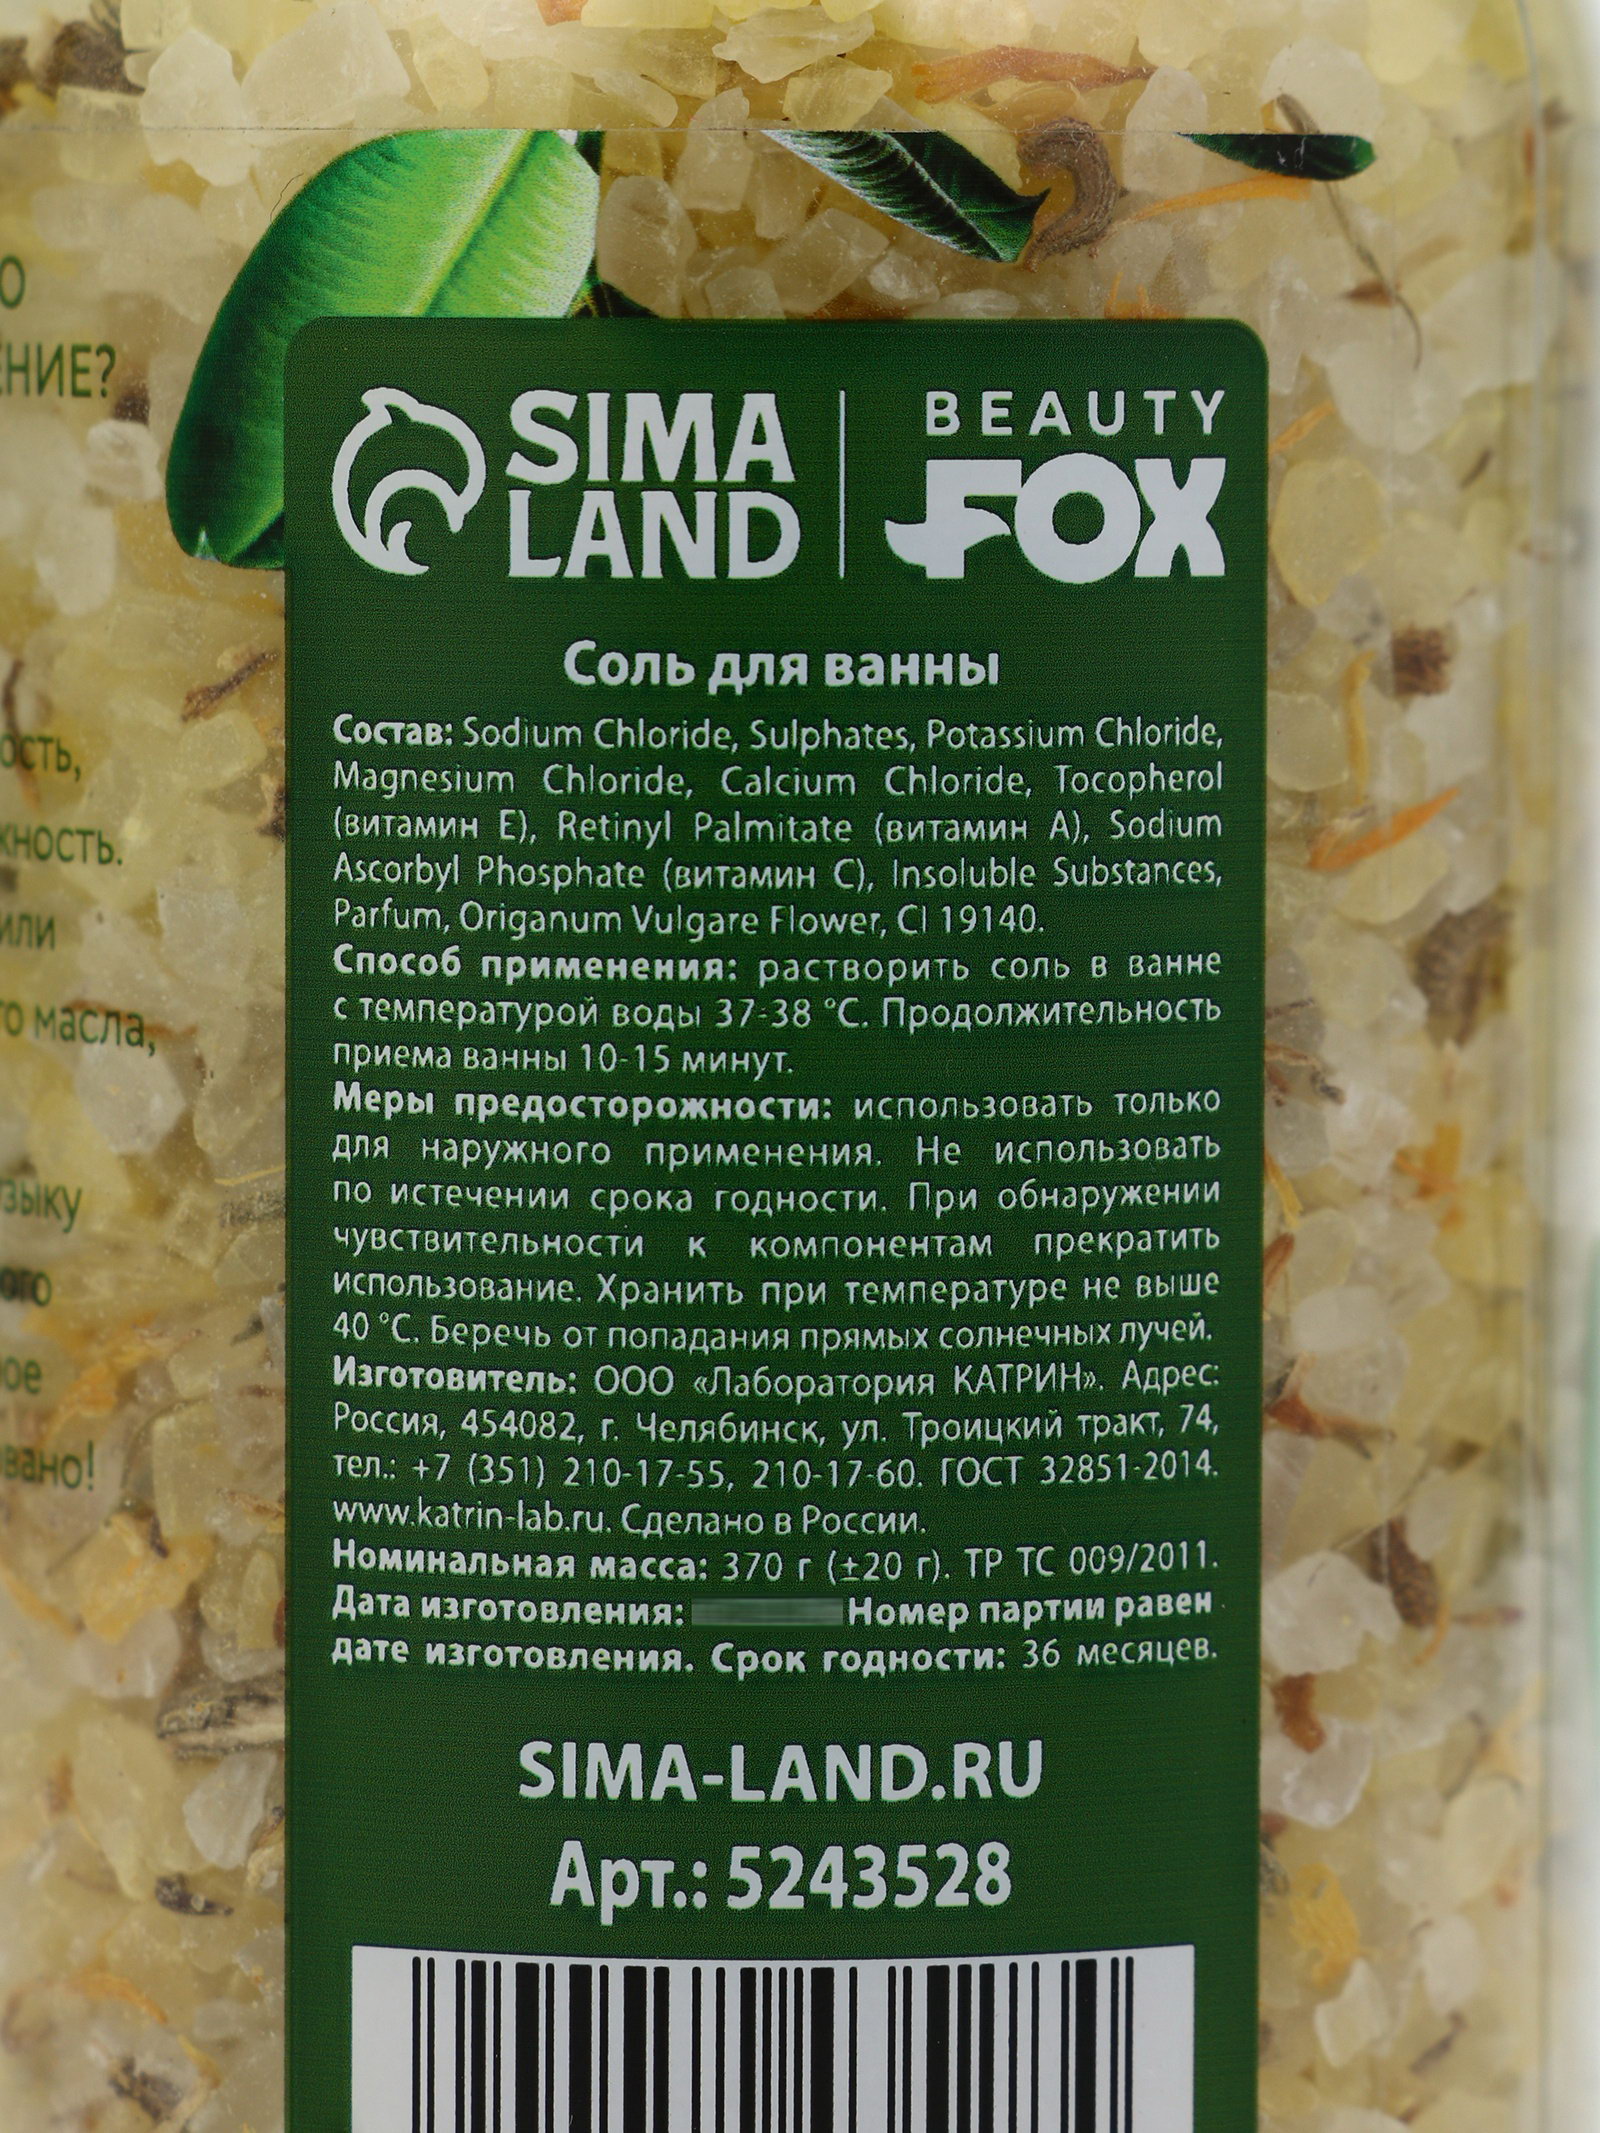 SIMA
LAND
BEAUTY
FOX
Соль для ванны
Состав: Sodium Chloride, Sulphates, Potassium Chloride,
Magnesium Chloride, Calcium Chloride, Tocopherol
(витамин Е), Retinyl Palmitate (витамин А), Sodium
Ascorbyl Phosphate (витамин С), Insoluble Substances,
Parfum, Origanum Vulgare Flower, CI 19140.
Способ применения: растворить соль в ванне
с температурой воды 37-38 °С. Продолжительность
приема ванны 10-15 минут.
Меры предосторожности: использовать только
для наружного применения. Не использовать
по истечении срока годности. При обнаружении
чувствительности к компонентам прекратить
использование. Хранить при температуре не выше
40 °С. Беречь от попадания прямых солнечных лучей.
Изготовитель: ООО «Лаборатория КАТРИН». Адрес:
Россия, 454082, г. Челябинск, ул. Троицкий тракт, 74,
тел.: +7 (351) 210-17-55, 210-17-60. ГОСТ 32851-2014.
www.katrin-lab.ru. Сделано в России.
Номинальная масса: 370 г (±20 г). ТР ТС 009/2011.
Дата изготовления: Номер партии равен
дате изготовления. Срок годности: 36 месяцев.
SIMA-LAND.RU
Арт.: 5243528
или
масла,